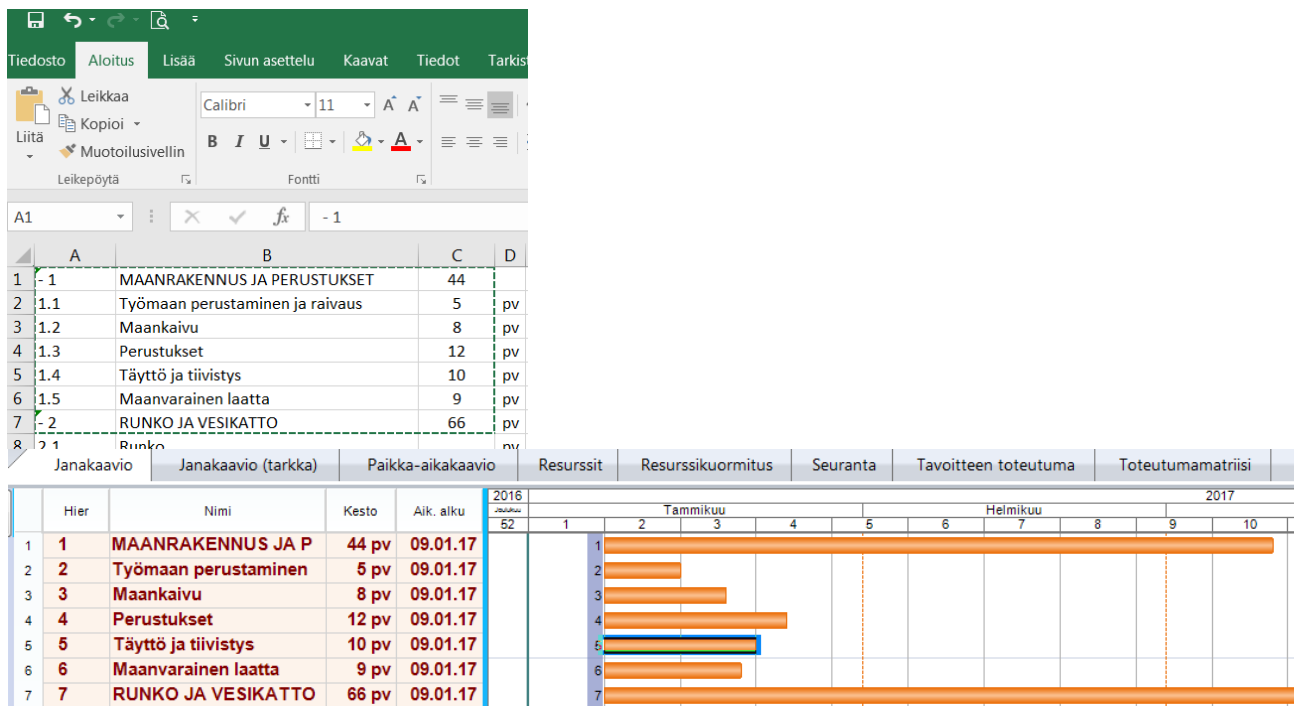 Tiedosto Aloitus Lisää Sivun asettelu Kaavat Tiedot Tarkist
Liitä
Leikkaa
Kopioi
Muotoilusivellin
Leikepöytä
Calibri 11 A A
B I U A
Fontti
A1 fx - 1
A B C D
1 - 1 MAANRAKENNUS JA PERUSTUKSET 44
2 1.1 Työmaan perustaminen ja raivaus 5 pv
3 1.2 Maankaivu 8 pv
4 1.3 Perustukset 12 pv
5 1.4 Täyttö ja tiivistys 10 pv
6 1.5 Maanvarainen laatta 9 pv
7 - 2 RUNKO JA VESIKATTO 66 pv
8 2.1 Runko pv
Janakaavio Janakaavio (tarkka) Paikka-aikakaavio Resurssit Resurssikuormitus Seuranta Tavoitteen toteutuma Toteutumamatriisi
Hier Nimi Kesto Aik. alku
2016 2017
Joulukuu Tammikuu Helmikuu
52 1 2 3 4 5 6 7 8 9 10
1 1 MAANRAKENNUS JA P 44 pv 09.01.17 1
2 2 Työmaan perustaminen 5 pv 09.01.17 2
3 3 Maankaivu 8 pv 09.01.17 3
4 4 Perustukset 12 pv 09.01.17 4
5 5 Täyttö ja tiivistys 10 pv 09.01.17 5
6 6 Maanvarainen laatta 9 pv 09.01.17 6
7 7 RUNKO JA VESIKATTO 66 pv 09.01.17 7